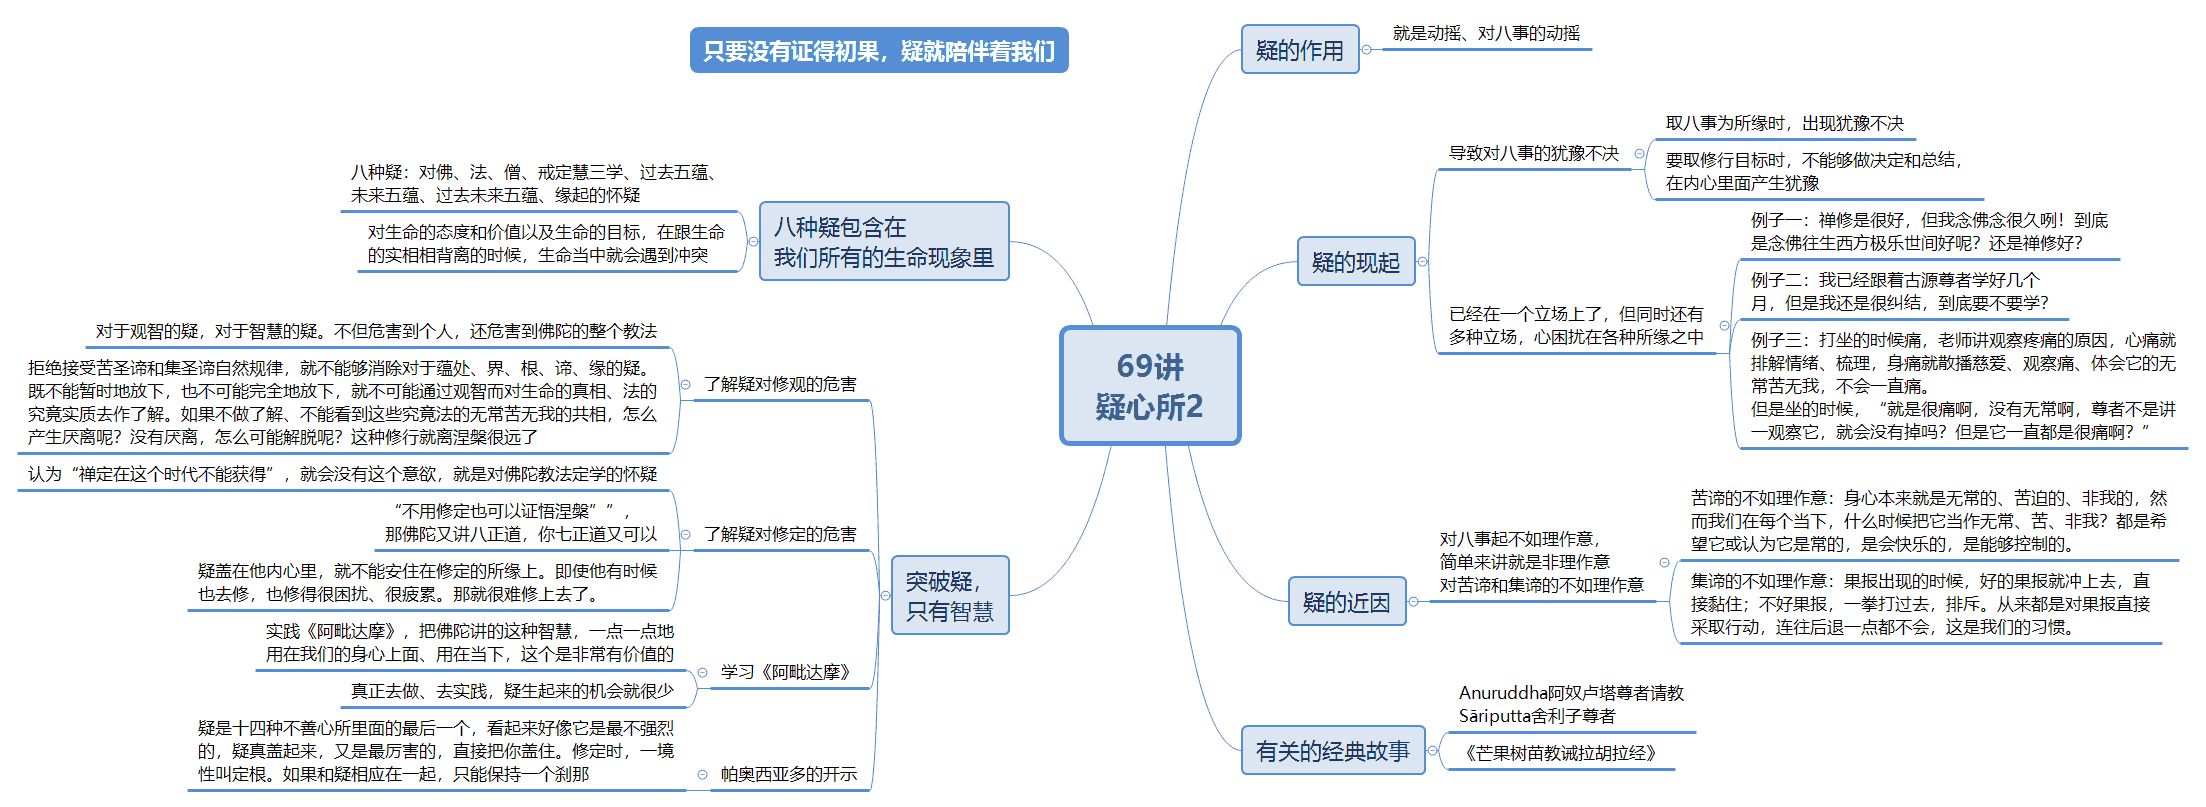 只要没有证得初果，疑就陪伴着我们
69讲
疑心所2
疑的作用
就是动摇、对八事的动摇
疑的现起
导致对八事的犹豫不决
取八事为所缘时，出现犹豫不决
要取修行目标时，不能够做决定和总结，
在内心里面产生犹豫
已经在一个立场上了，但同时还有
多种立场，心困扰在各种所缘之中
例子一：禅修是很好，但我念佛念很久咧！到底
是念佛往生西方极乐世间好呢？还是禅修好？
例子二：我已经跟着古源尊者学好几个
月，但是我还是很纠结，到底要不要学？
例子三：打坐的时候痛，老师讲观察疼痛的原因，心痛就
排解情绪、梳理，身痛就散播慈爱、观察痛、体会它的无
常苦无我，不会一直痛。
但是坐的时候，“就是很痛啊，没有无常啊，尊者不是讲
一观察它，就会没有掉吗？但是它一直都是很痛啊？”
疑的近因
对八事起不如理作意，
简单来讲就是非理作意
对苦谛和集谛的不如理作意
苦谛的不如理作意：身心本来就是无常的、苦迫的、非我的，然
而我们在每个当下，什么时候把它当作无常、苦、非我？都是希
望它或认为它是常的，是会快乐的，是能够控制的。
集谛的不如理作意：果报出现的时候，好的果报就冲上去，直
接黏住；不好果报，一拳打过去，排斥。从来都是对果报直接
采取行动，连往后退一点都不会，这是我们的习惯。
有关的经典故事
Anuruddha阿奴卢塔尊者请教
Sāriputta舍利子尊者
《芒果树苗教诫拉胡拉经》
八种疑包含在
我们所有的生命现象里
八种疑：对佛、法、僧、戒定慧三学、过去五蕴、
未来五蕴、过去未来五蕴、缘起的怀疑
对生命的态度和价值以及生命的目标，在跟生命
的实相相背离的时候，生命当中就会遇到冲突
突破疑，
只有智慧
了解疑对修观的危害
对于观智的疑，对于智慧的疑。不但危害到个人，还危害到佛陀的整个教法
拒绝接受苦圣谛和集圣谛自然规律，就不能够消除对于蕴处、界、根、谛、缘的疑。
既不能暂时地放下，也不可能完全地放下，就不可能通过观智而对生命的真相、法的
究竟实质去作了解。如果不做了解、不能看到这些究竟法的无常苦无我的共相，怎么
产生厌离呢？没有厌离，怎么可能解脱呢？这种修行就离涅槃很远了
了解疑对修定的危害
认为“禅定在这个时代不能获得”，就会没有这个意欲，就是对佛陀教法定学的怀疑
“不用修定也可以证悟涅槃””，
那佛陀又讲八正道，你七正道又可以
疑盖在他内心里，就不能安住在修定的所缘上。即使他有时候
也去修，也修得很困扰、很疲累。那就很难修上去了。
学习《阿毗达摩》
实践《阿毗达摩》，把佛陀讲的这种智慧，一点一点地
用在我们的身心上面、用在当下，这个是非常有价值的
真正去做、去实践，疑生起来的机会就很少
帕奥西亚多的开示
疑是十四种不善心所里面的最后一个，看起来好像它是最不强烈
的，疑真盖起来，又是最厉害的，直接把你盖住。修定时，一境
性叫定根。如果和疑相应在一起，只能保持一个刹那